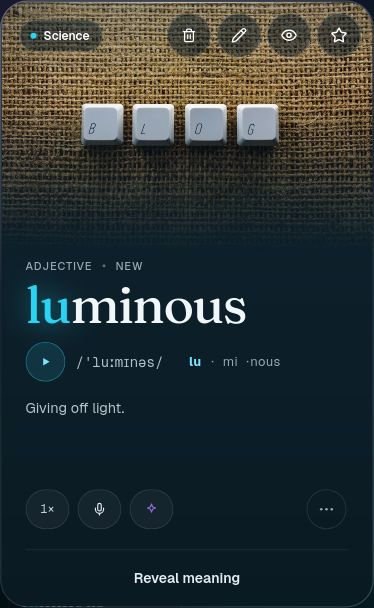 Science
B L O G
ADJECTIVE • NEW
luminous
/ˈluːmɪnəs/ lu · mi ·nous
Giving off light.
1×
Reveal meaning